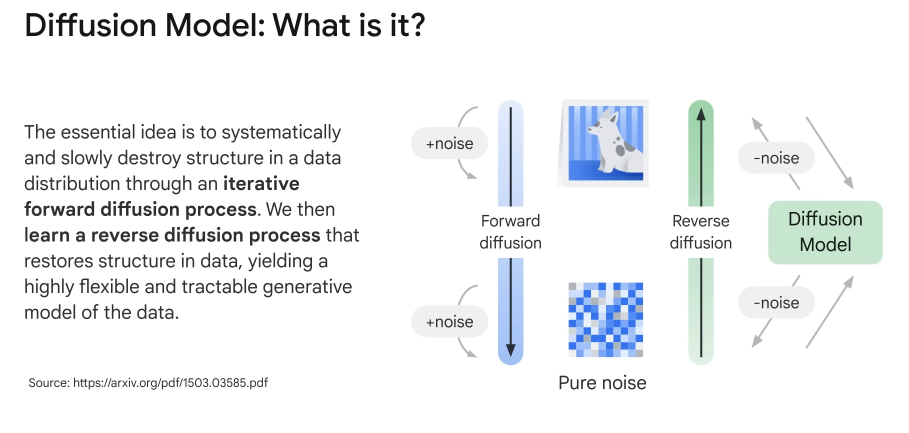 Diffusion Model: What is it?
The essential idea is to systematically
and slowly destroy structure in a data
distribution through an iterative
forward diffusion process. We then
learn a reverse diffusion process that
restores structure in data, yielding a
highly flexible and tractable generative
model of the data.
Source: https://arxiv.org/pdf/1503.03585.pdf
+noise
Forward
diffusion
+noise
Pure noise
Reverse
diffusion
-noise
Diffusion
Model
-noise